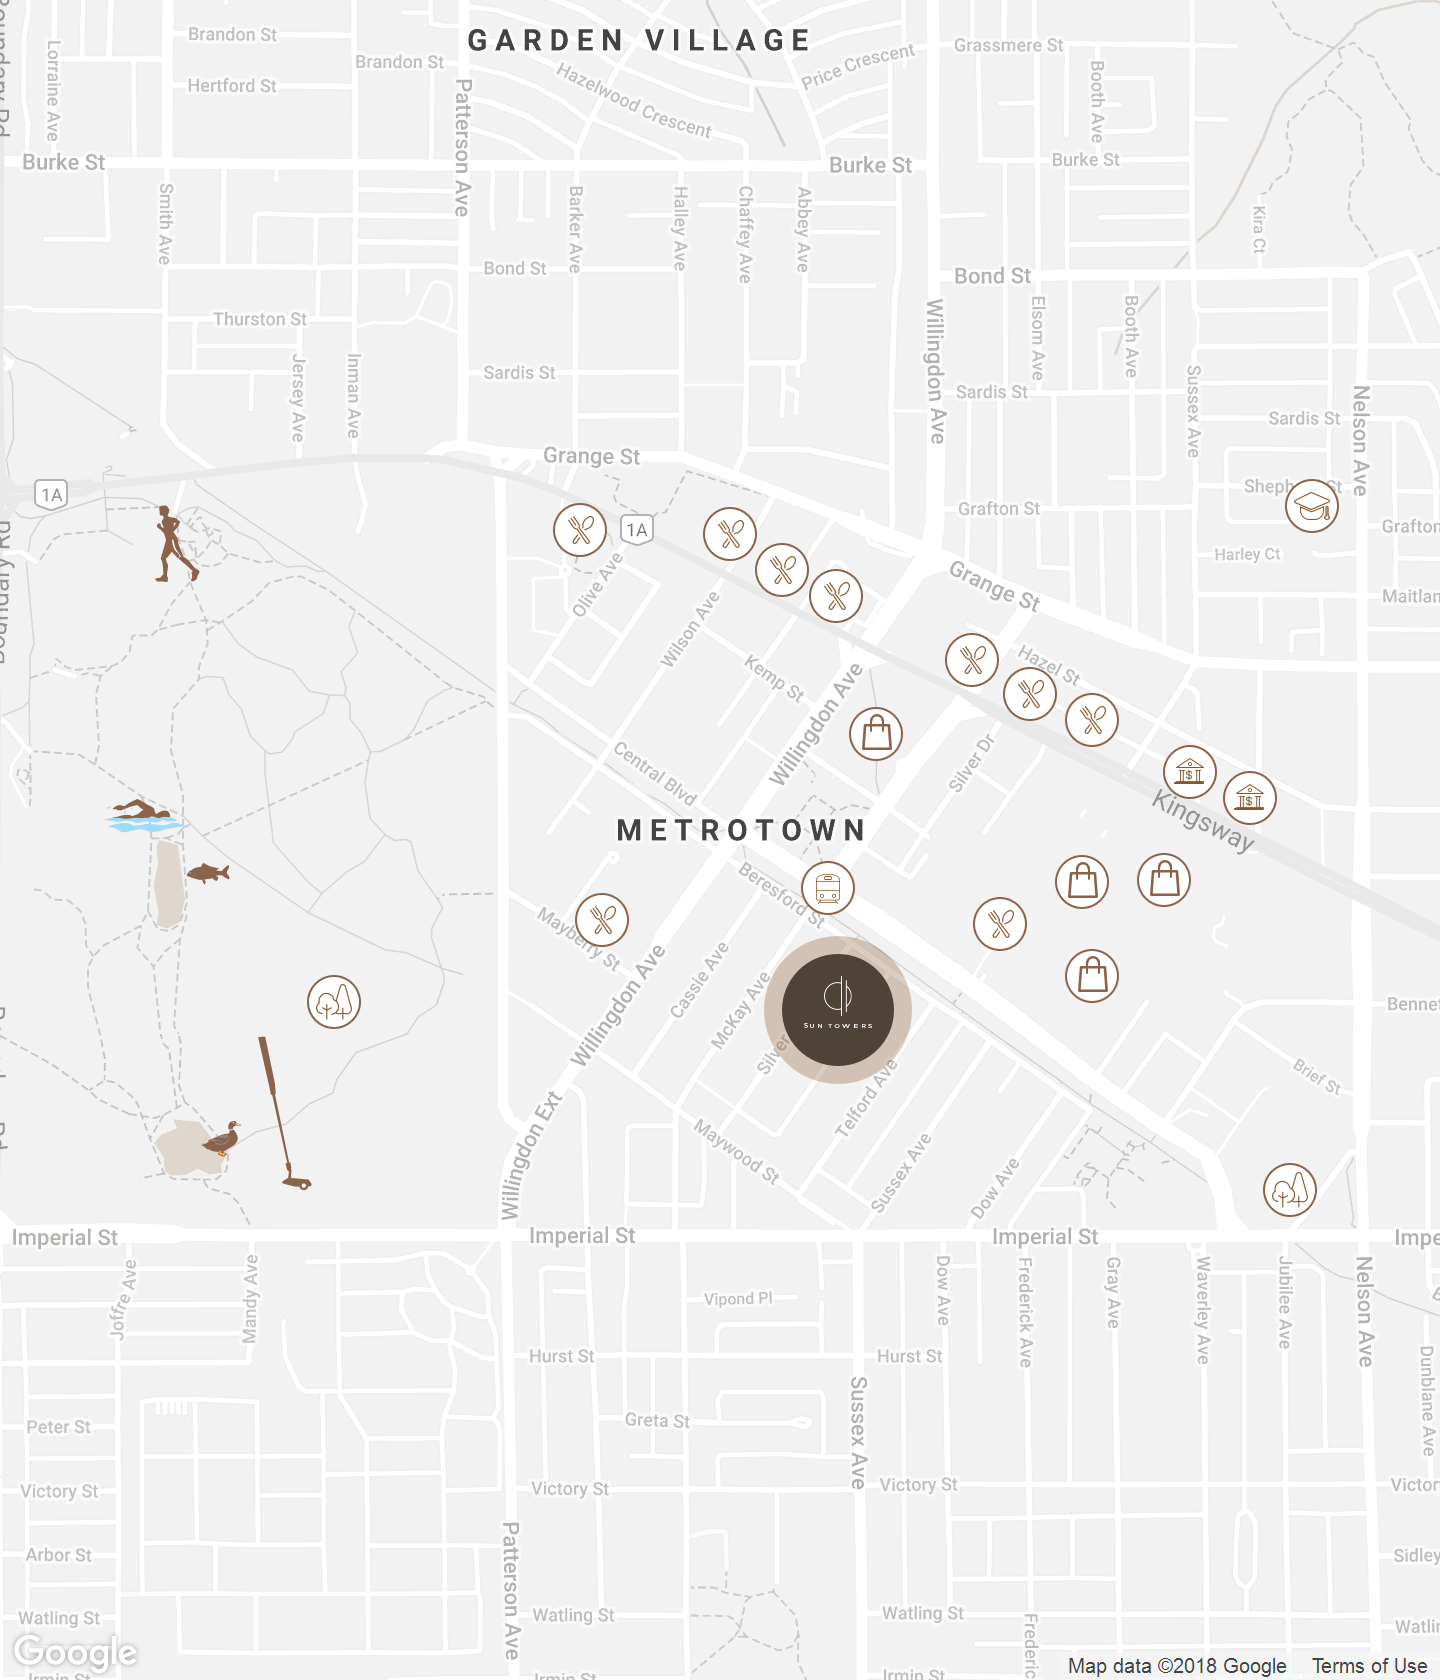 GARDEN VILLAGE
Brandon St
Brandon St
Hertford St
Lorraine Ave
Hazelwood Crescent
Price Crescent
Grassmere St
Booth Ave
Patterson Ave
Burke St
Burke St
Burke St
Smith Ave
Barker Ave
Halley Ave
Chaffey Ave
Abbey Ave
Kira Ct
Bond St
Bond St
Thurston St
Jersey Ave
Inman Ave
Willingdon Ave
Elsom Ave
Booth Ave
Sardis St
Sardis St
Sussex Ave
Sardis St
Nelson Ave
Grange St
1A
1A
Grafton St
Grafton
Harley Ct
Maitlan
Boundary Rd
Olive Ave
Wilson Ave
Grange St
Hazel St
Kemp St
Willingdon Ave
Silver Dr
Central Blvd
Kingsway
METROTOWN
Beresford St
Mayberry St
Willingdon Ave
Cassie Ave
McKay Ave
SUN TOWERS
Silver
Telford Ave
Bennet
Brief St
Maywood St
Willingdon Ext
Sussex Ave
Dow Ave
Imperial St
Imperial St
Imperial St
Impe
Joffre Ave
Mandy Ave
Vipond Pl
Dow Ave
Frederick Ave
Gray Ave
Waverley Ave
Jubilee Ave
Nelson Ave
Dunblane Ave
Hurst St
Hurst St
Sussex Ave
Peter St
Greta St
Victory St
Victory St
Victory St
Victor
Patterson Ave
Arbor St
Sidley
Watling St
Watling St
Watling St
Watlin
Frederic
Irmin St
Irmin St
Irmin St
Google
Map data ©2018 Google
Terms of Use